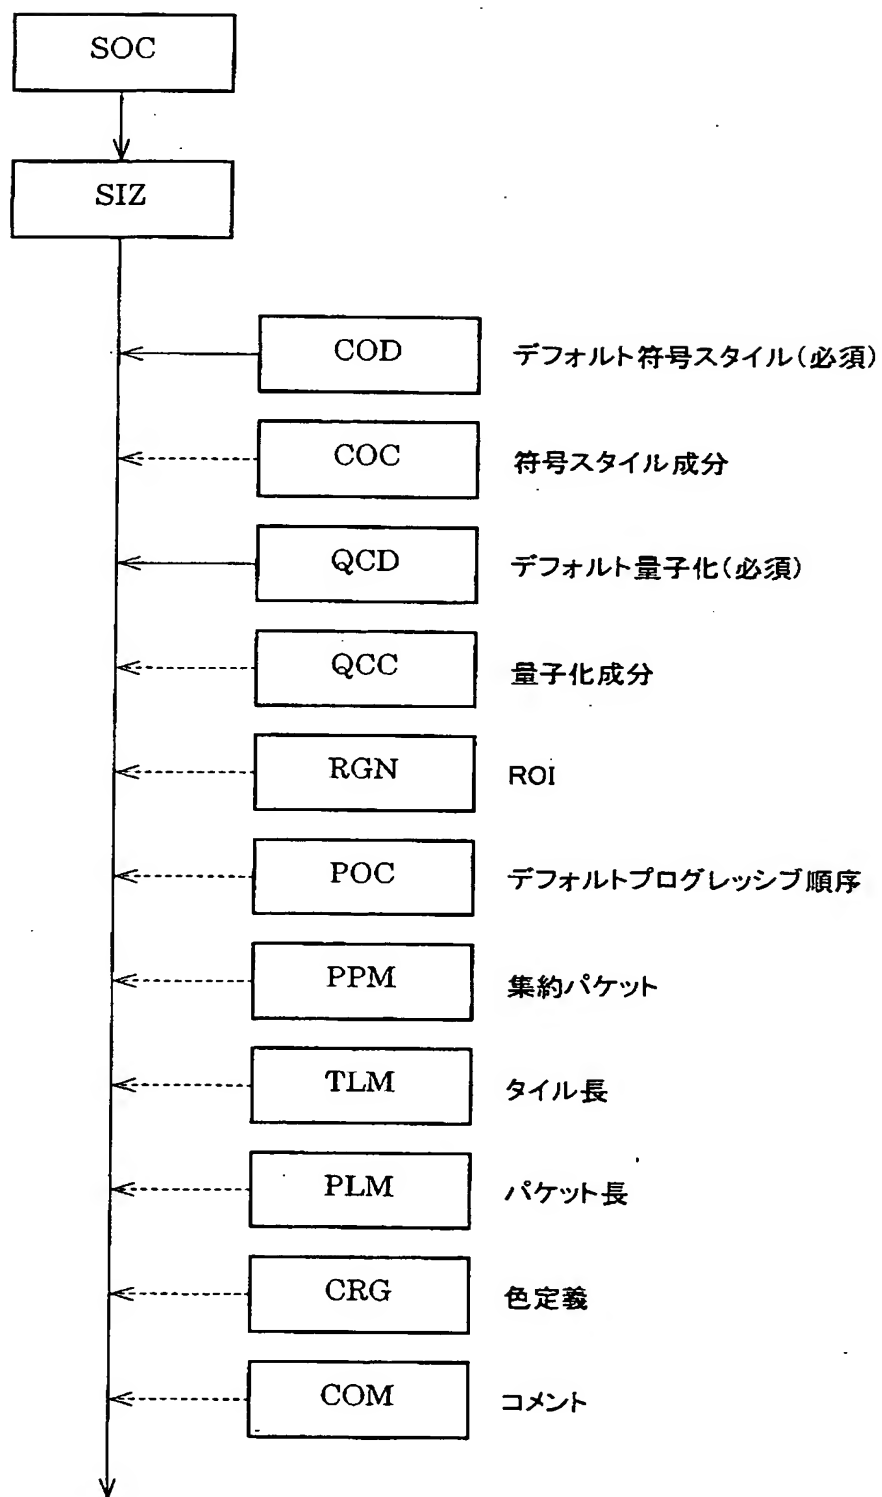 SOC
SIZ
COD デフォルト符号スタイル(必須)
COC 符号スタイル成分
QCD デフォルト量子化(必須)
QCC 量子化成分
RGN ROI
POC デフォルトプログレッシブ順序
PPM 集約パケット
TLM タイル長
PLM パケット長
CRG 色定義
COM コメント